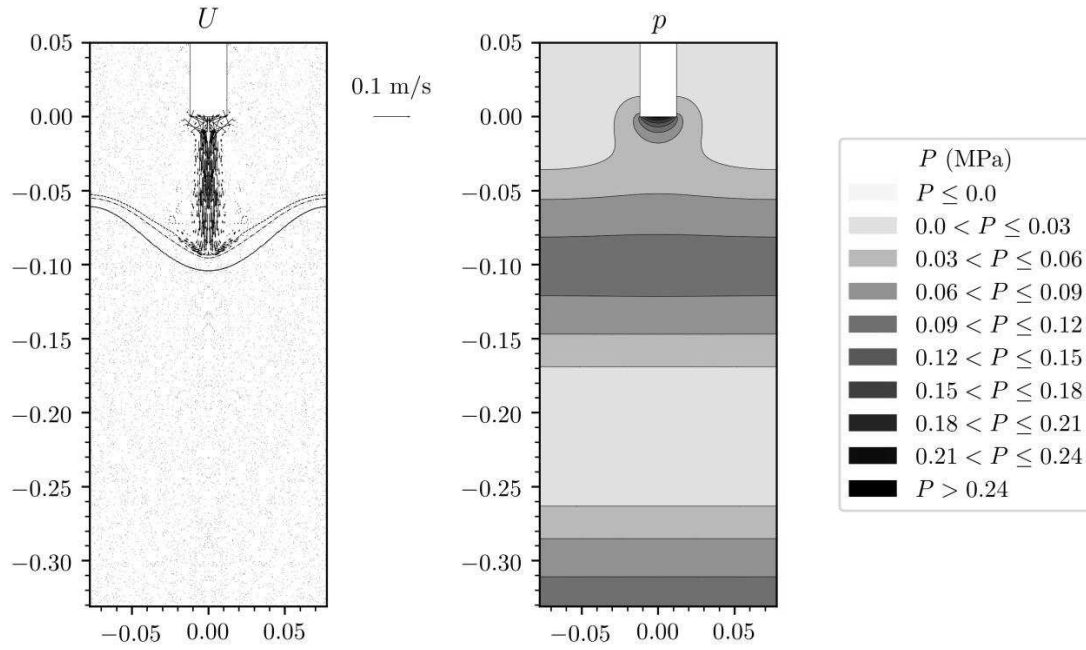 U
p
0.05
0.00
−0.05
−0.10
−0.15
−0.20
−0.25
−0.30
−0.05 0.00 0.05
0.1 m/s
0.05
0.00
−0.05
−0.10
−0.15
−0.20
−0.25
−0.30
−0.05 0.00 0.05
P (MPa)
P ≤ 0.0
0.0 < P ≤ 0.03
0.03 < P ≤ 0.06
0.06 < P ≤ 0.09
0.09 < P ≤ 0.12
0.12 < P ≤ 0.15
0.15 < P ≤ 0.18
0.18 < P ≤ 0.21
0.21 < P ≤ 0.24
P > 0.24